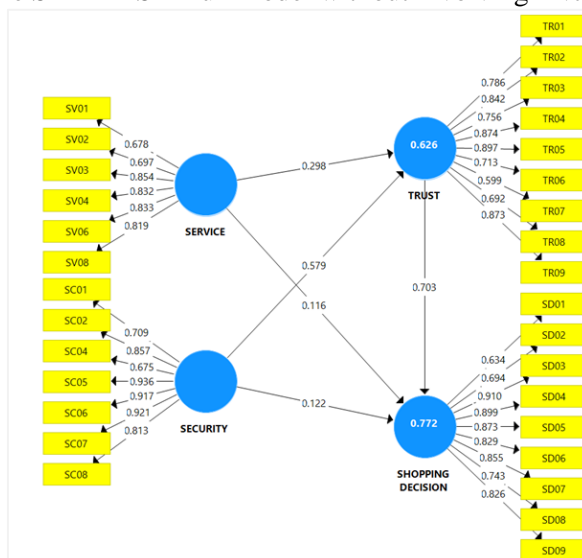 TR01
TR02
TR03
TR04
TR05
TR06
TR07
TR08
TR09
0.786
0.842
0.756
0.874
0.897
0.713
0.599
0.692
0.873
0.626
TRUST
SV01
SV02
SV03
SV04
SV06
SV08
0.678
0.697
0.854
0.832
0.833
0.819
SERVICE
0.298
0.579
0.116
0.703
0.122
SC01
SC02
SC04
SC05
SC06
SC07
SC08
0.709
0.857
0.675
0.936
0.917
0.921
0.813
SECURITY
SD01
SD02
SD03
SD04
SD05
SD06
SD07
SD08
SD09
0.634
0.694
0.910
0.899
0.873
0.829
0.855
0.743
0.826
0.772
SHOPPING
DECISION